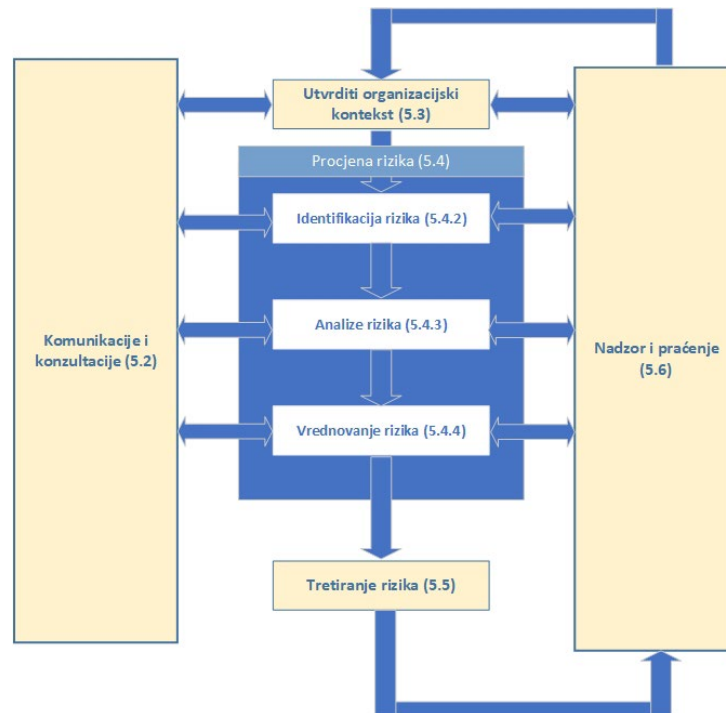 Utvrditi organizacijski
kontekst (5.3)
Procjena rizika (5.4)
Identifikacija rizika (5.4.2)
Analize rizika (5.4.3)
Komunikacije i
konzultacije (5.2)
Nadzor i praćenje
(5.6)
Vrednovanje rizika (5.4.4)
Tretiranje rizika (5.5)